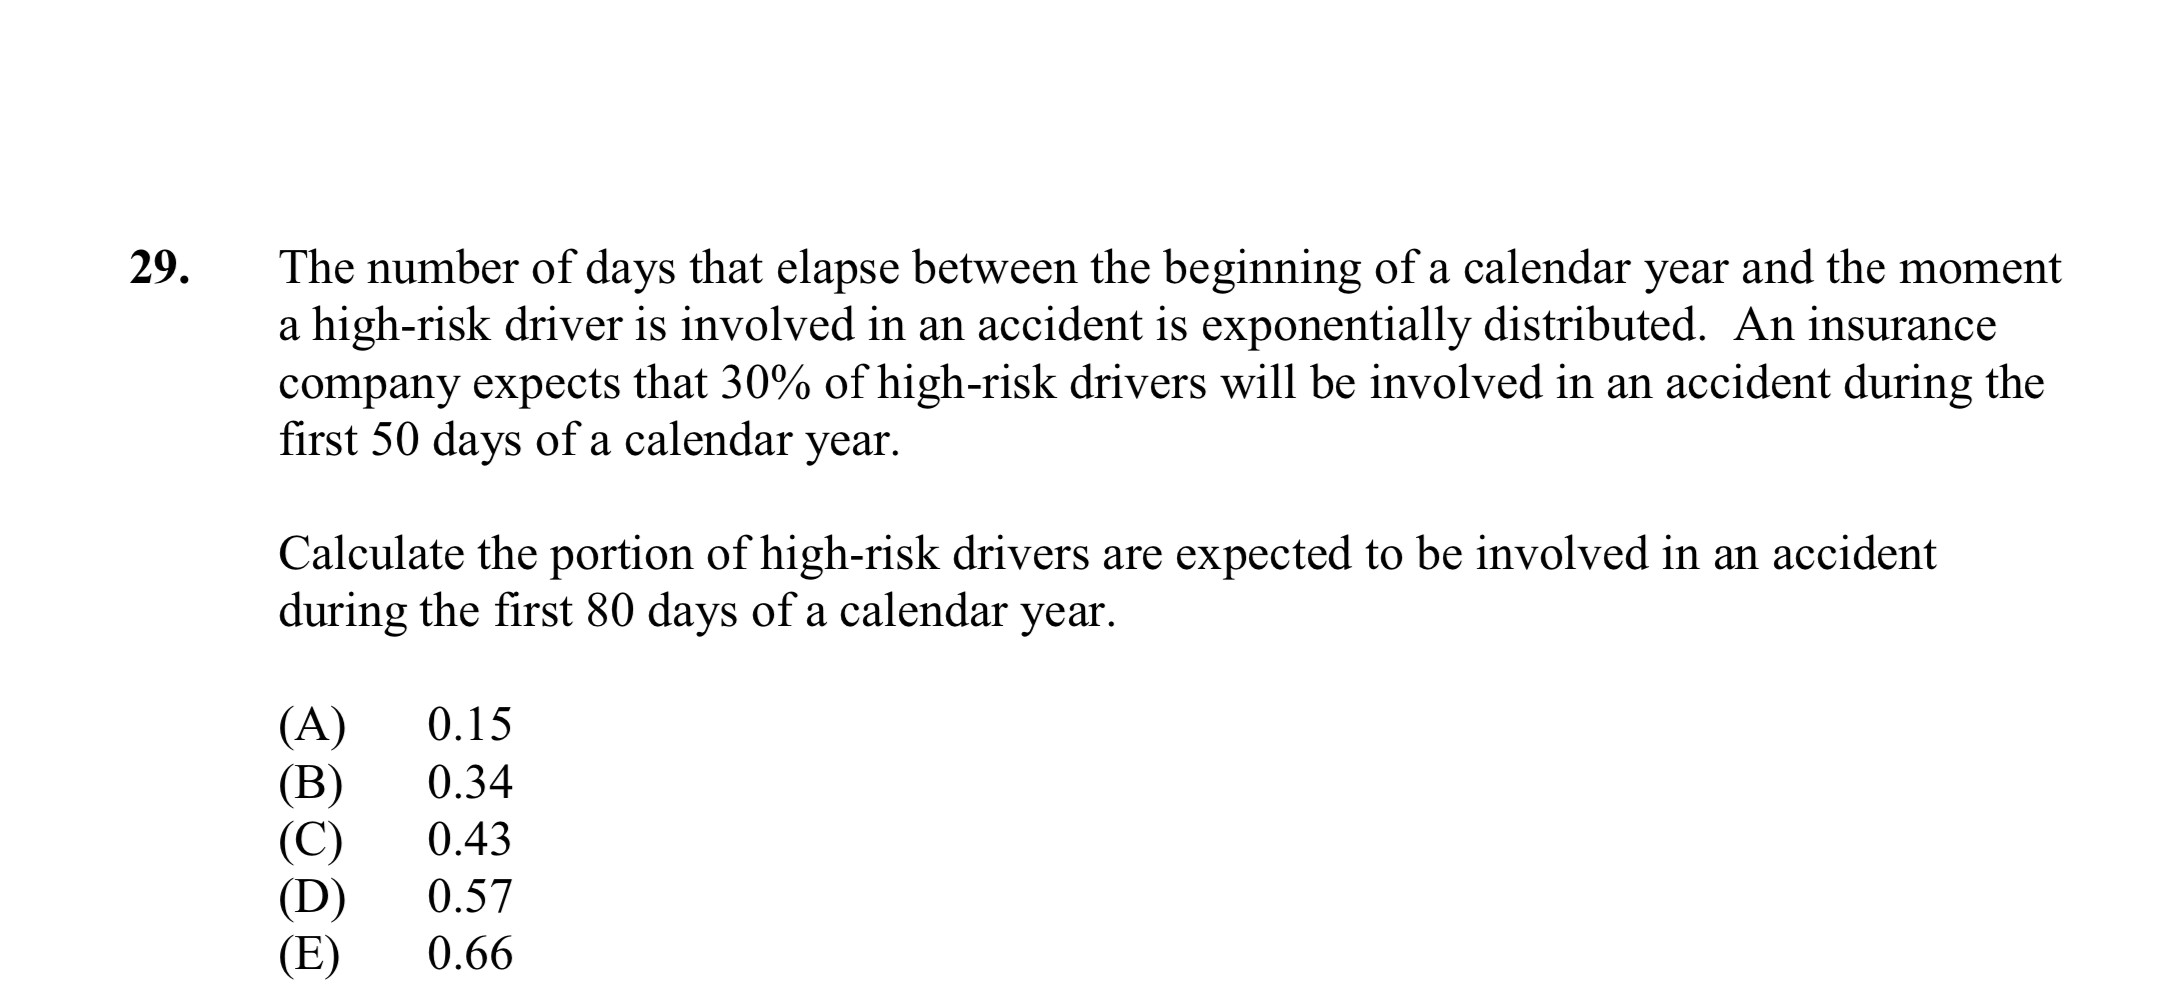 29. The number of days that elapse between the beginning of a calendar year and the moment
a high-risk driver is involved in an accident is exponentially distributed.  An insurance
company expects that 30% of high-risk drivers will be involved in an accident during the
first 50 days of a calendar year.
Calculate the portion of high-risk drivers are expected to be involved in an accident
during the first 80 days of a calendar year.
(A) 0.15
(B) 0.34
(C) 0.43
(D) 0.57
(E) 0.66